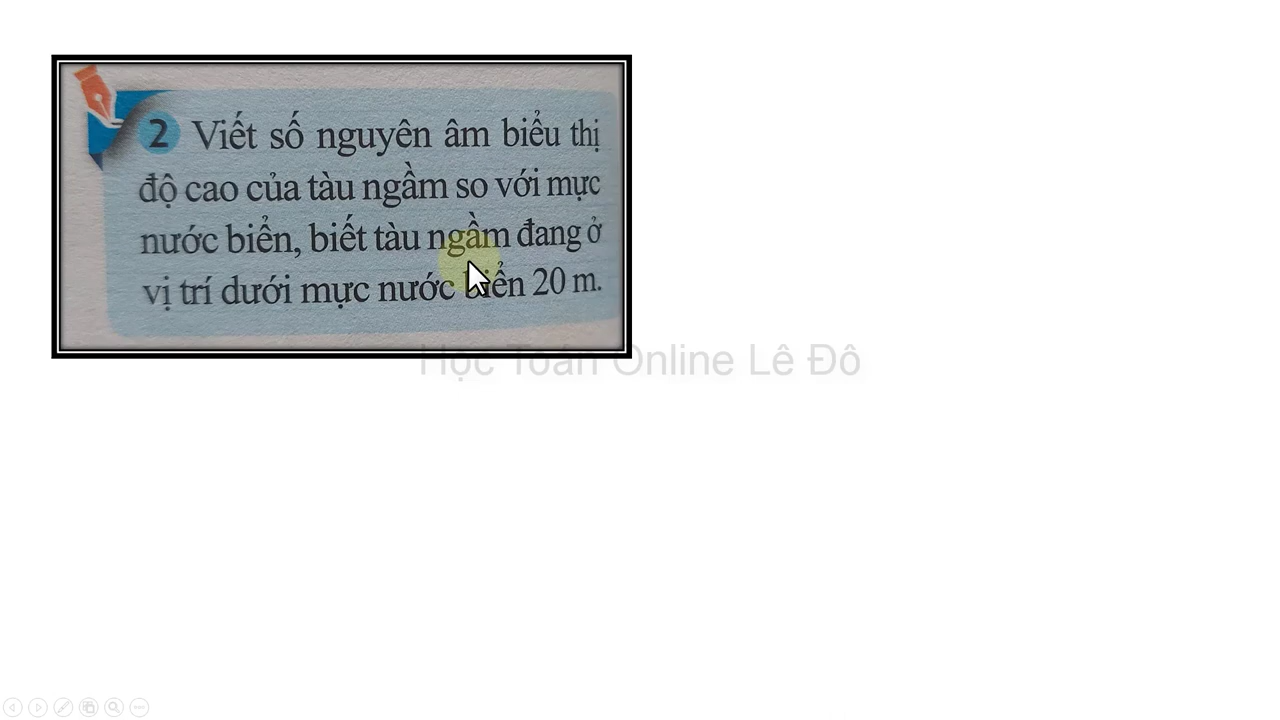 2 Viết số nguyên âm biểu thị
độ cao của tàu ngầm so với mực
nước biển, biết tàu ngầm đang ở
vị trí dưới mực nước biển 20 m.
Học Toán Online Lê Đô